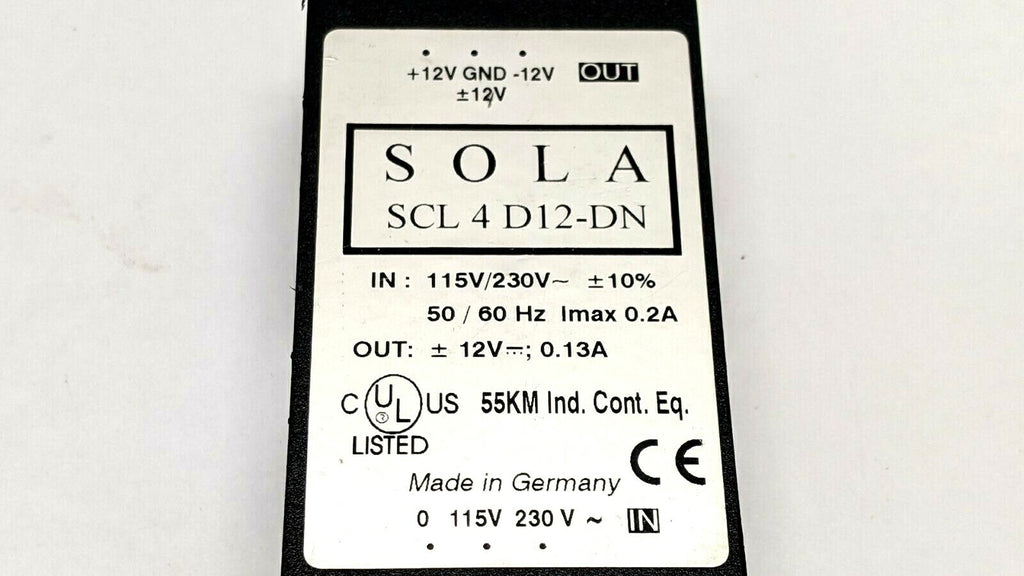 +12V GND -12V OUT
±12V
S O L A
SCL 4 D12-DN
IN : 115V/230V~ ±10%
50 / 60 Hz Imax 0.2A
OUT: ± 12V⎓; 0.13A
C UL US 55KM Ind. Cont. Eq.
LISTED
CE
Made in Germany
0 115V 230 V ~ IN